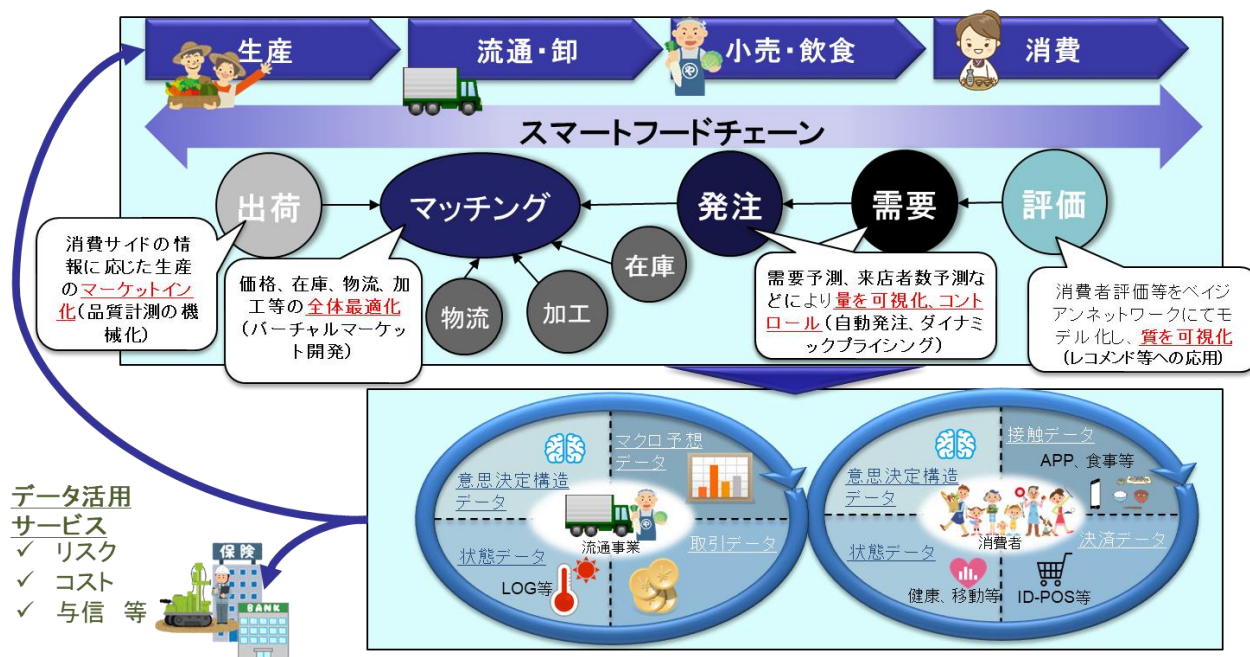 生産
流通・卸
小売・飲食
消費
スマートフードチェーン
出荷
マッチング
発注
需要
評価
物流
加工
在庫
消費サイドの情
報に応じた生産
のマーケットイン
化(品質計測の機
械化)
価格、在庫、物流、加
工等の全体最適化
(バーチャルマーケッ
ト開発)
需要予測、来店者数予測な
どにより量を可視化、コント
ロール(自動発注、ダイナミ
ックプライシング)
消費者評価等をベイジ
アンネットワークにてモ
デル化し、質を可視化
(レコメンド等への応用)
意思決定構造
データ
マクロ予想
データ
流通事業
状態データ
LOG等
取引データ
意思決定構造
データ
接触データ
APP、食事等
消費者
状態データ
健康、移動等
決済データ
ID-POS等
データ活用
サービス
✓ リスク
✓ コスト
✓ 与信 等
保険
BANK